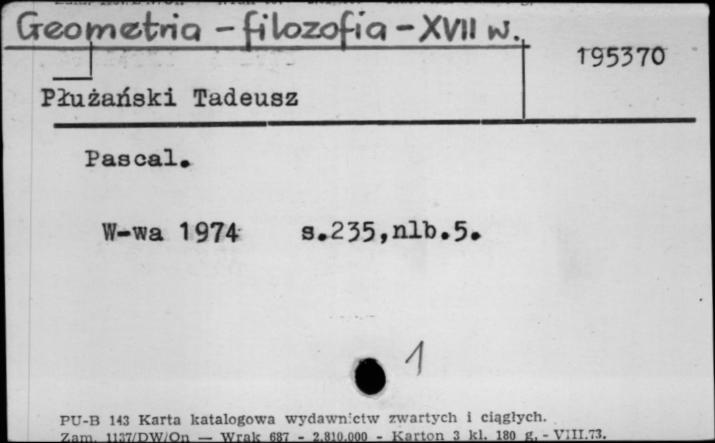 Geometria - filozofia - XVII w.
195370
Płużański Tadeusz
Pascal.
W-wa 1974 s.235,nlb.5.
1
PU-B 143 Karta katalogowa wydawnictw zwartych i ciągłych.
Zam. 1137/DW/On — Wrak 687 - 2.810.000 - Karton 3 kl. 180 g, - VIII.73.